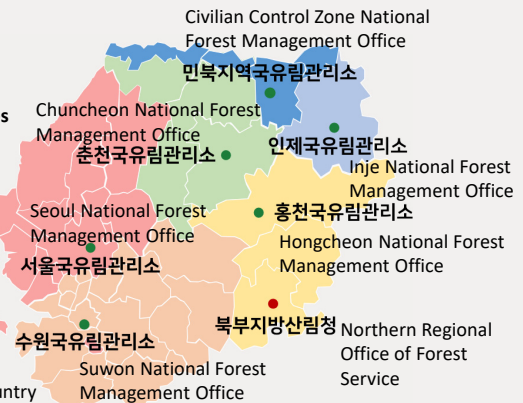 Civilian Control Zone National
Forest Management Office
민북지역국유림관리소
s
Chuncheon National Forest
Management Office
춘천국유림관리소
인제국유림관리소
Inje National Forest
Management Office
Seoul National Forest
Management Office
홍천국유림관리소
서울국유림관리소
Hongcheon National Forest
Management Office
북부지방산림청
Northern Regional
Office of Forest
Service
수원국유림관리소
Suwon National Forest
Management Office
untry